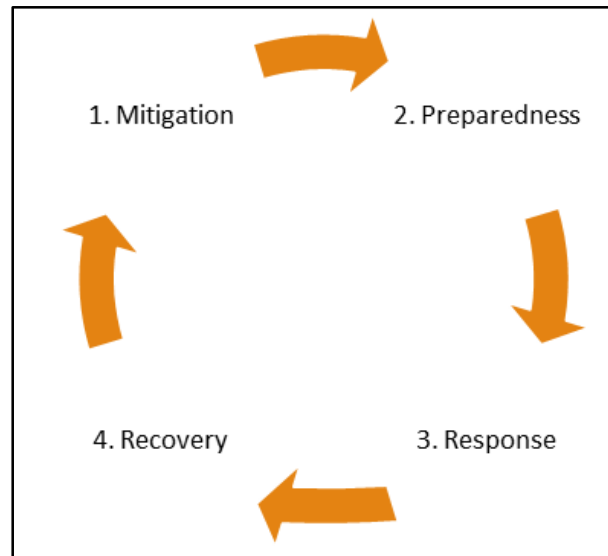 1. Mitigation
2. Preparedness
3. Response
4. Recovery